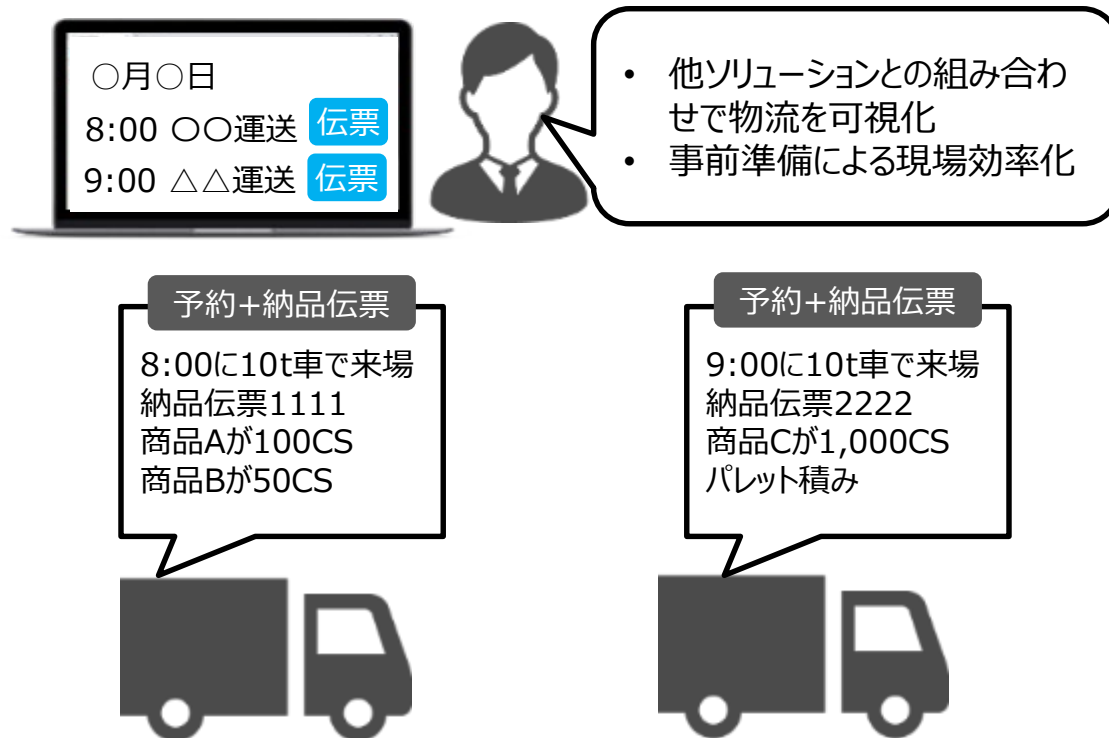 ○月○日
8:00 〇〇運送 伝票
9:00 △△運送 伝票
• 他ソリューションとの組み合わ
せで物流を可視化
• 事前準備による現場効率化
予約+納品伝票
8:00に10t車で来場
納品伝票1111
商品Aが100CS
商品Bが50CS
予約+納品伝票
9:00に10t車で来場
納品伝票2222
商品Cが1,000CS
パレット積み